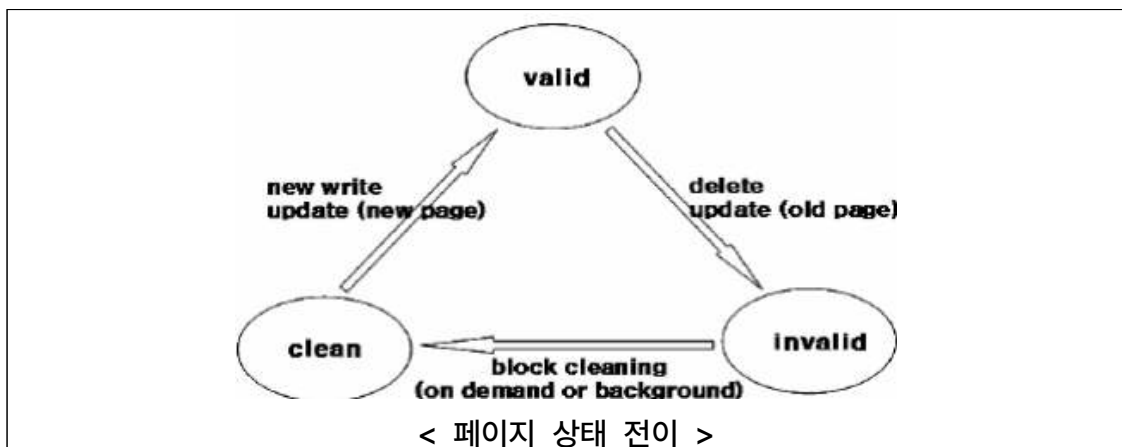 valid
new write
update (new page)
delete
update (old page)
clean
invalid
block cleaning
(on demand or background)
< 페이지 상태 전이 >